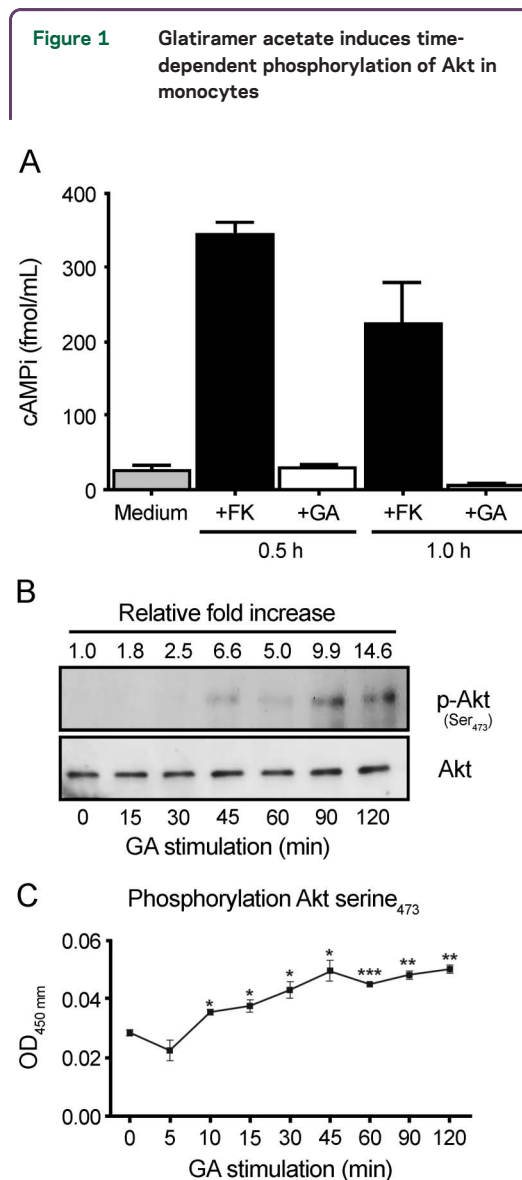 Figure 1 Glatiramer acetate induces time-
dependent phosphorylation of Akt in
monocytes
A
cAMPi (fmol/mL)
400
300
200
100
0
Medium +FK +GA +FK +GA
0.5 h 1.0 h
B
Relative fold increase
1.0 1.8 2.5 6.6 5.0 9.9 14.6
p-Akt
(Ser473)
Akt
0 15 30 45 60 90 120
GA stimulation (min)
C
Phosphorylation Akt serine473
OD450 mm
0.06
0.04
0.02
0.00
* * * * *** ** **
0 5 10 15 30 45 60 90 120
GA stimulation (min)